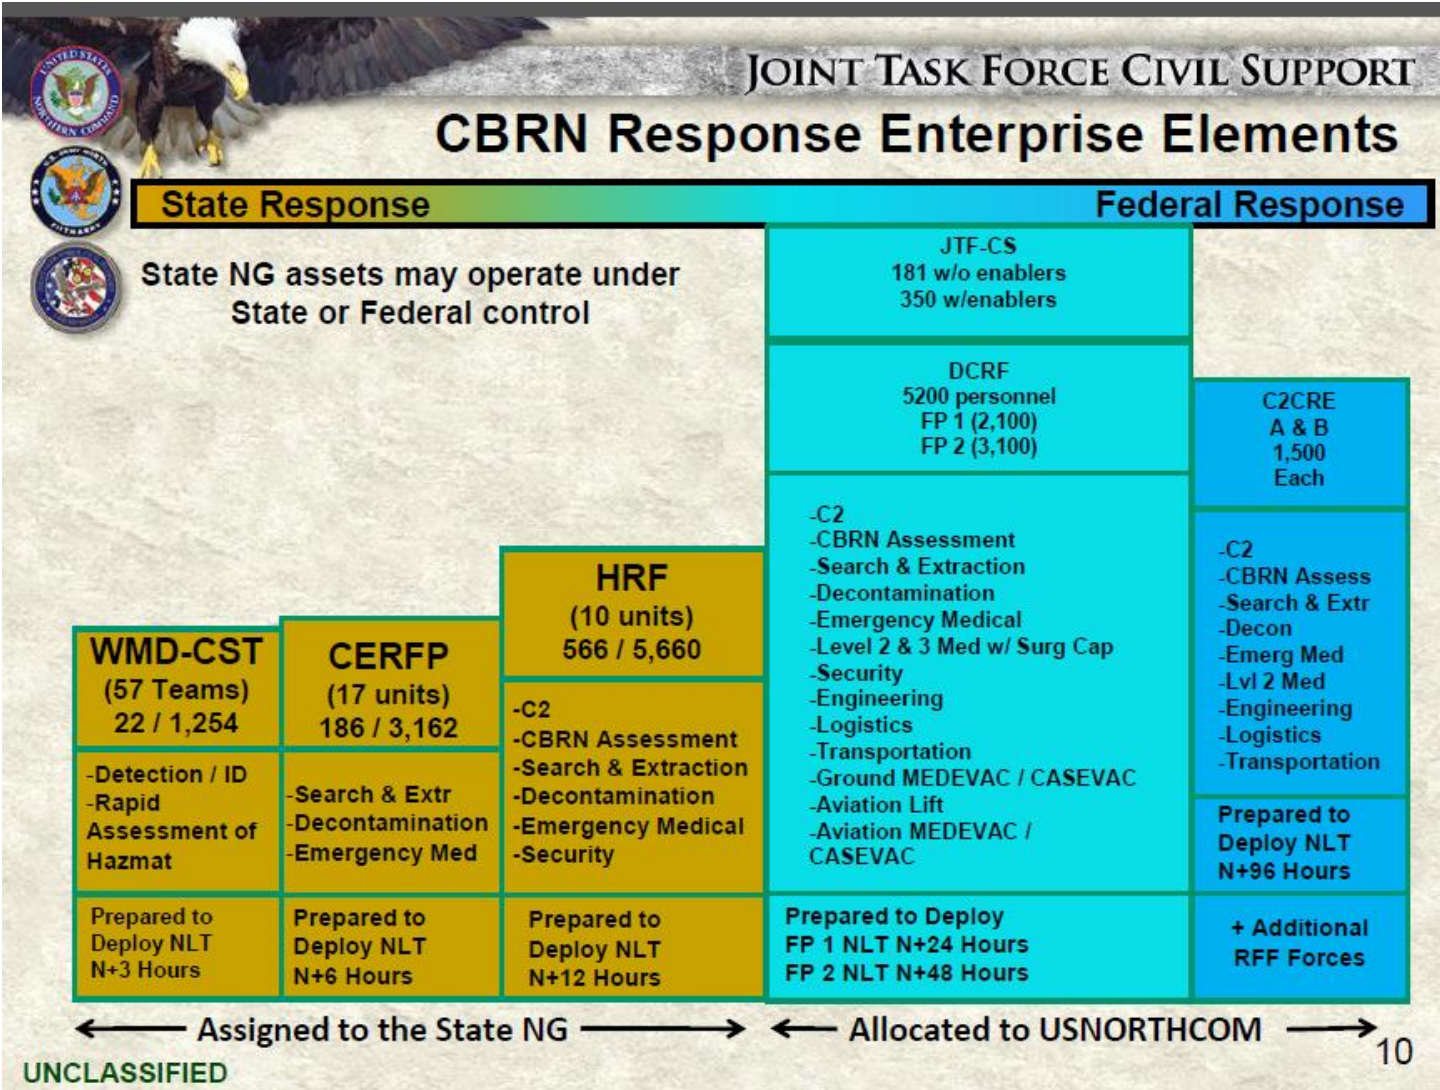 JOINT TASK FORCE CIVIL SUPPORT
CBRN Response Enterprise Elements
State Response
Federal Response
State NG assets may operate under
State or Federal control
WMD-CST
(57 Teams)
22 / 1,254
-Detection / ID
-Rapid
Assessment of
Hazmat
Prepared to
Deploy NLT
N+3 Hours
CERFP
(17 units)
186 / 3,162
-Search & Extr
-Decontamination
-Emergency Med
Prepared to
Deploy NLT
N+6 Hours
HRF
(10 units)
566 / 5,660
-C2
-CBRN Assessment
-Search & Extraction
-Decontamination
-Emergency Medical
-Security
Prepared to
Deploy NLT
N+12 Hours
JTF-CS
181 w/o enablers
350 w/enablers
DCRF
5200 personnel
FP 1 (2,100)
FP 2 (3,100)
-C2
-CBRN Assessment
-Search & Extraction
-Decontamination
-Emergency Medical
-Level 2 & 3 Med w/ Surg Cap
-Security
-Engineering
-Logistics
-Transportation
-Ground MEDEVAC / CASEVAC
-Aviation Lift
-Aviation MEDEVAC /
CASEVAC
Prepared to Deploy
FP 1 NLT N+24 Hours
FP 2 NLT N+48 Hours
C2CRE
A & B
1,500
Each
-C2
-CBRN Assess
-Search & Extr
-Decon
-Emerg Med
-Lvl 2 Med
-Engineering
-Logistics
-Transportation
Prepared to
Deploy NLT
N+96 Hours
+ Additional
RFF Forces
Assigned to the State NG
Allocated to USNORTHCOM
10
UNCLASSIFIED
UNITED STATES
NORTHERN COMMAND
U.S. ARMY NORTH